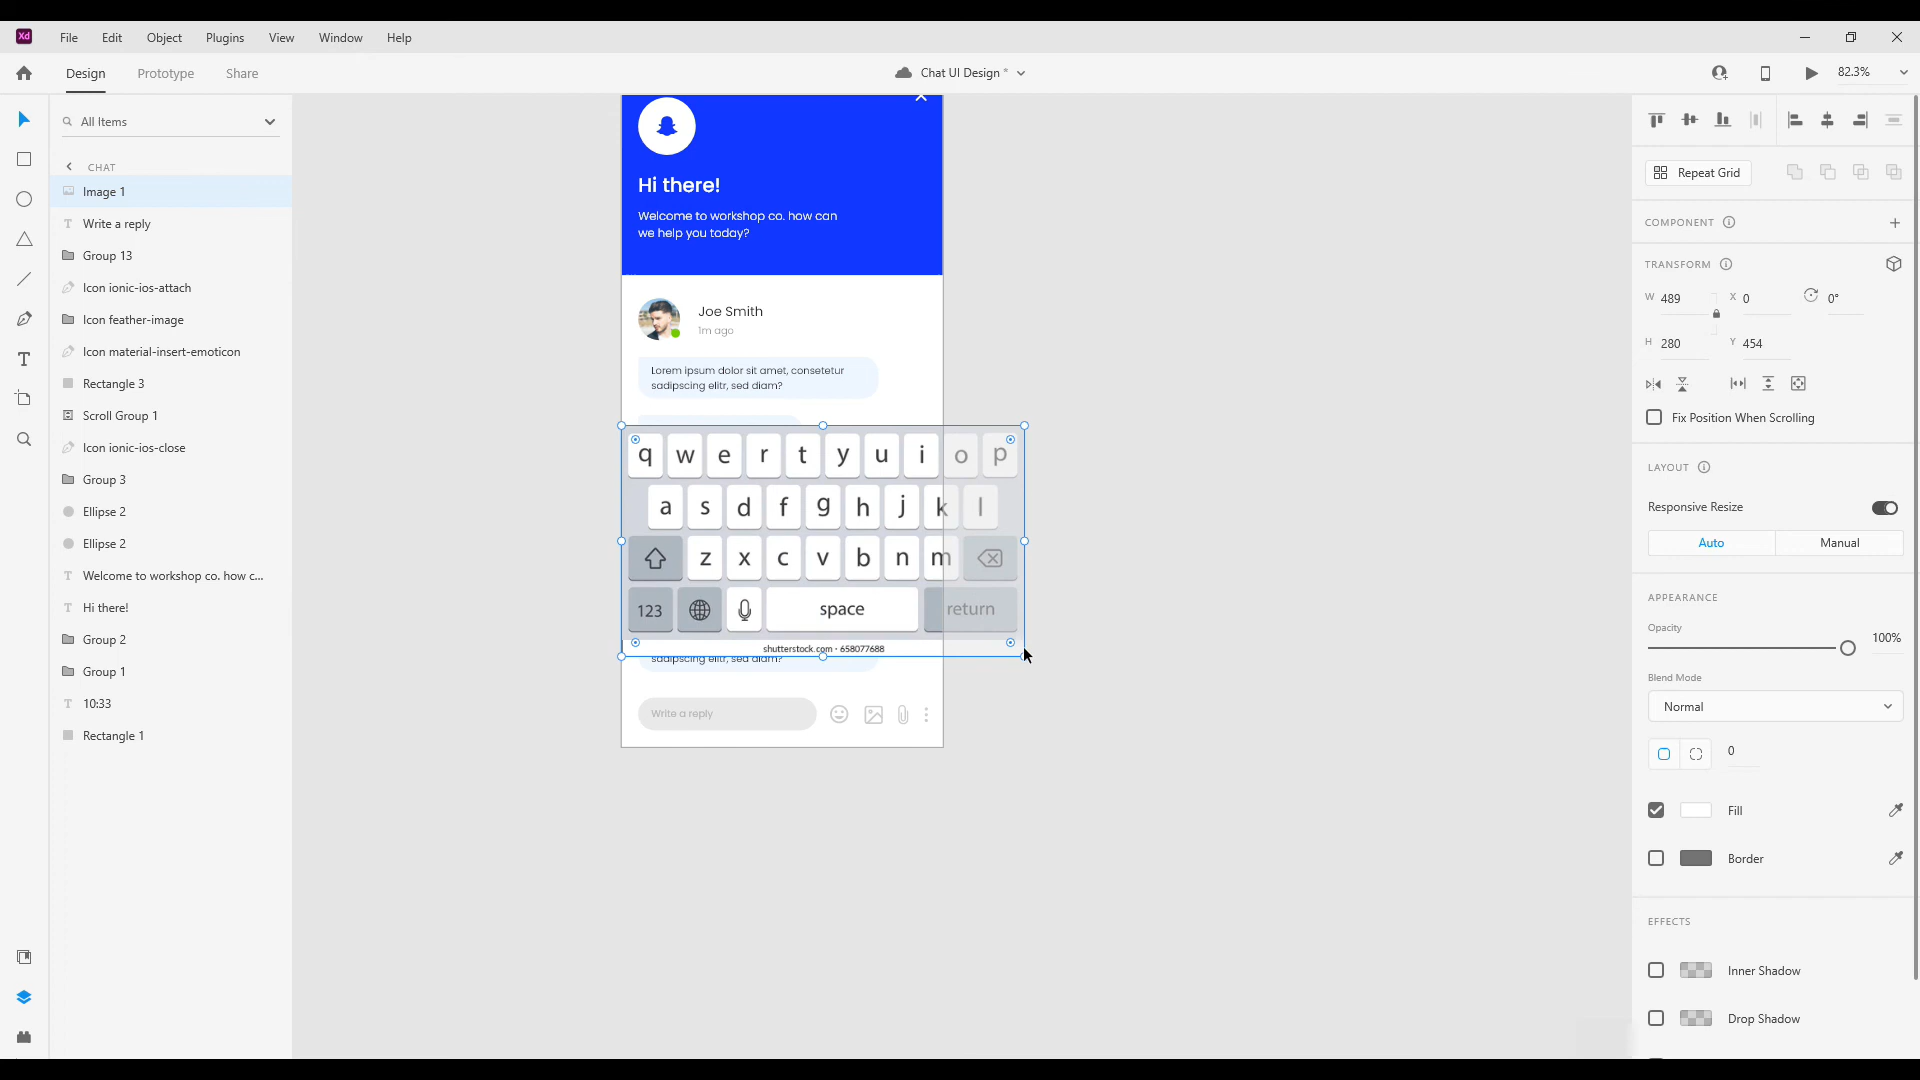 Xd
File
Edit
Object
Plugins
View
Window
Help
Design
Prototype
Share
Chat UI Design *
82.3%
All Items
CHAT
Image 1
Write a reply
Group 13
Icon ionic-ios-attach
Icon feather-image
Icon material-insert-emoticon
Rectangle 3
Scroll Group 1
Icon ionic-ios-close
Group 3
Ellipse 2
Ellipse 2
Welcome to workshop co. how c...
Hi there!
Group 2
Group 1
10:33
Rectangle 1
Hi there!
Welcome to workshop co. how can
we help you today?
Joe Smith
1m ago
Lorem ipsum dolor sit amet, consetetur
sadipscing elitr, sed diam?
q w e r t y u i o p
a s d f g h j k l
z x c v b n m
123 space return
shutterstock.com · 658077688
sadipscing elitr, sed diam?
Write a reply
Repeat Grid
COMPONENT
TRANSFORM
W 489 X 0 0°
H 280 Y 454
Fix Position When Scrolling
LAYOUT
Responsive Resize
Auto
Manual
APPEARANCE
Opacity
100%
Blend Mode
Normal
0
Fill
Border
EFFECTS
Inner Shadow
Drop Shadow